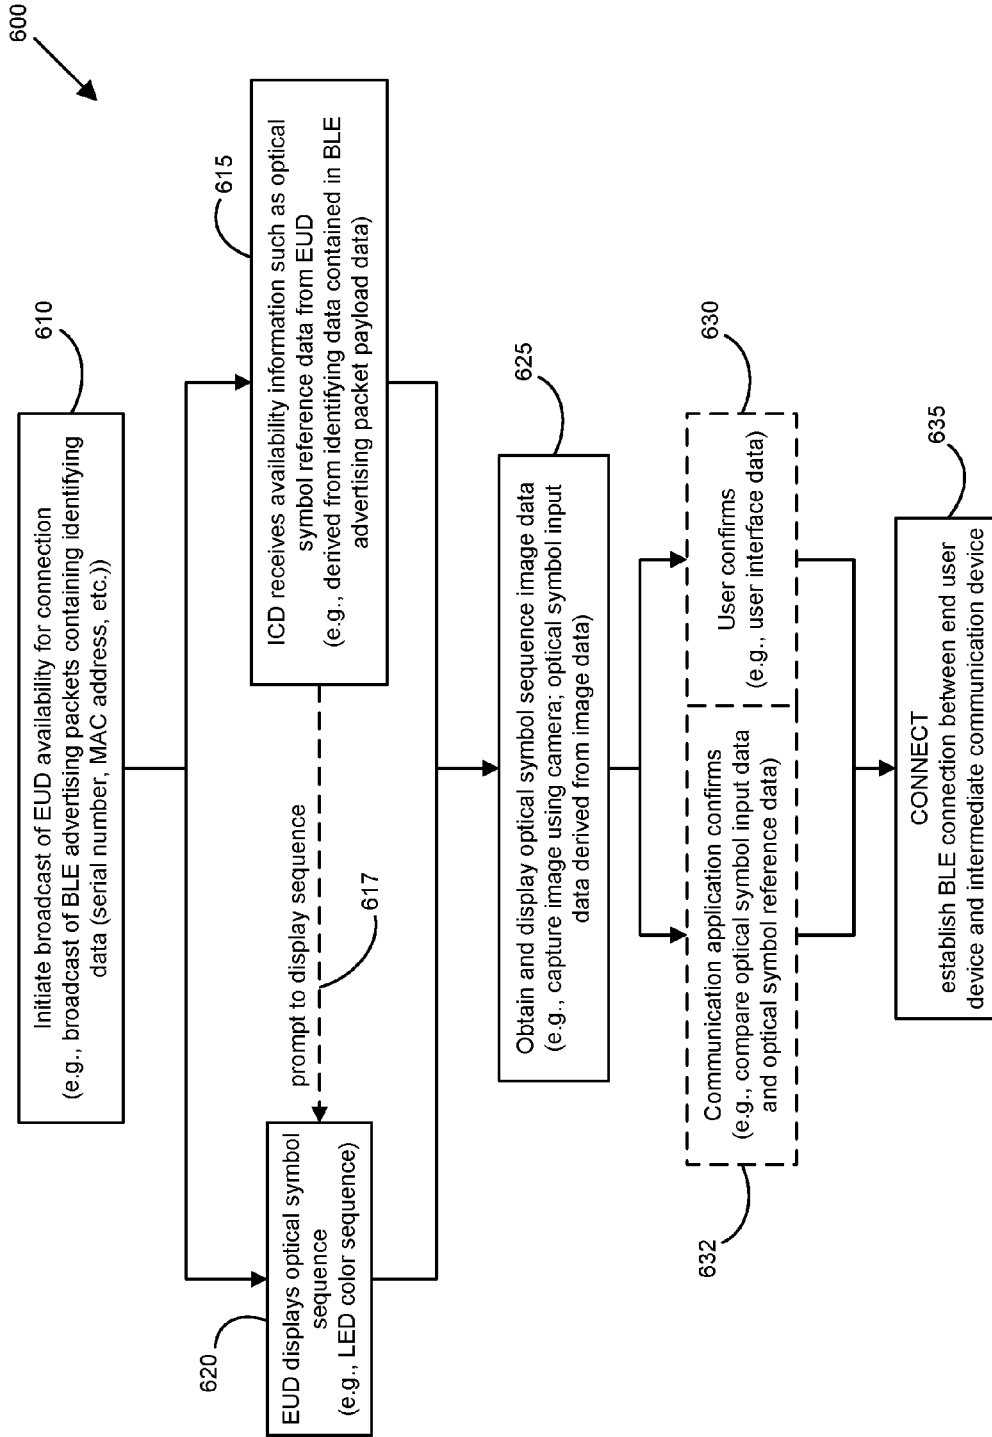 600
610
Initiate broadcast of EUD availability for connection
(e.g., broadcast of BLE advertising packets containing identifying
data (serial number, MAC address, etc.))
615
ICD receives availability information such as optical
symbol reference data from EUD
(e.g., derived from identifying data contained in BLE
advertising packet payload data)
prompt to display sequence
617
EUD displays optical symbol
sequence
(e.g., LED color sequence)
620
625
Obtain and display optical symbol sequence image data
(e.g., capture image using camera; optical symbol input
data derived from image data)
630
User confirms
(e.g., user interface data)
Communication application confirms
(e.g., compare optical symbol input data
and optical symbol reference data)
632
635
CONNECT
establish BLE connection between end user
device and intermediate communication device